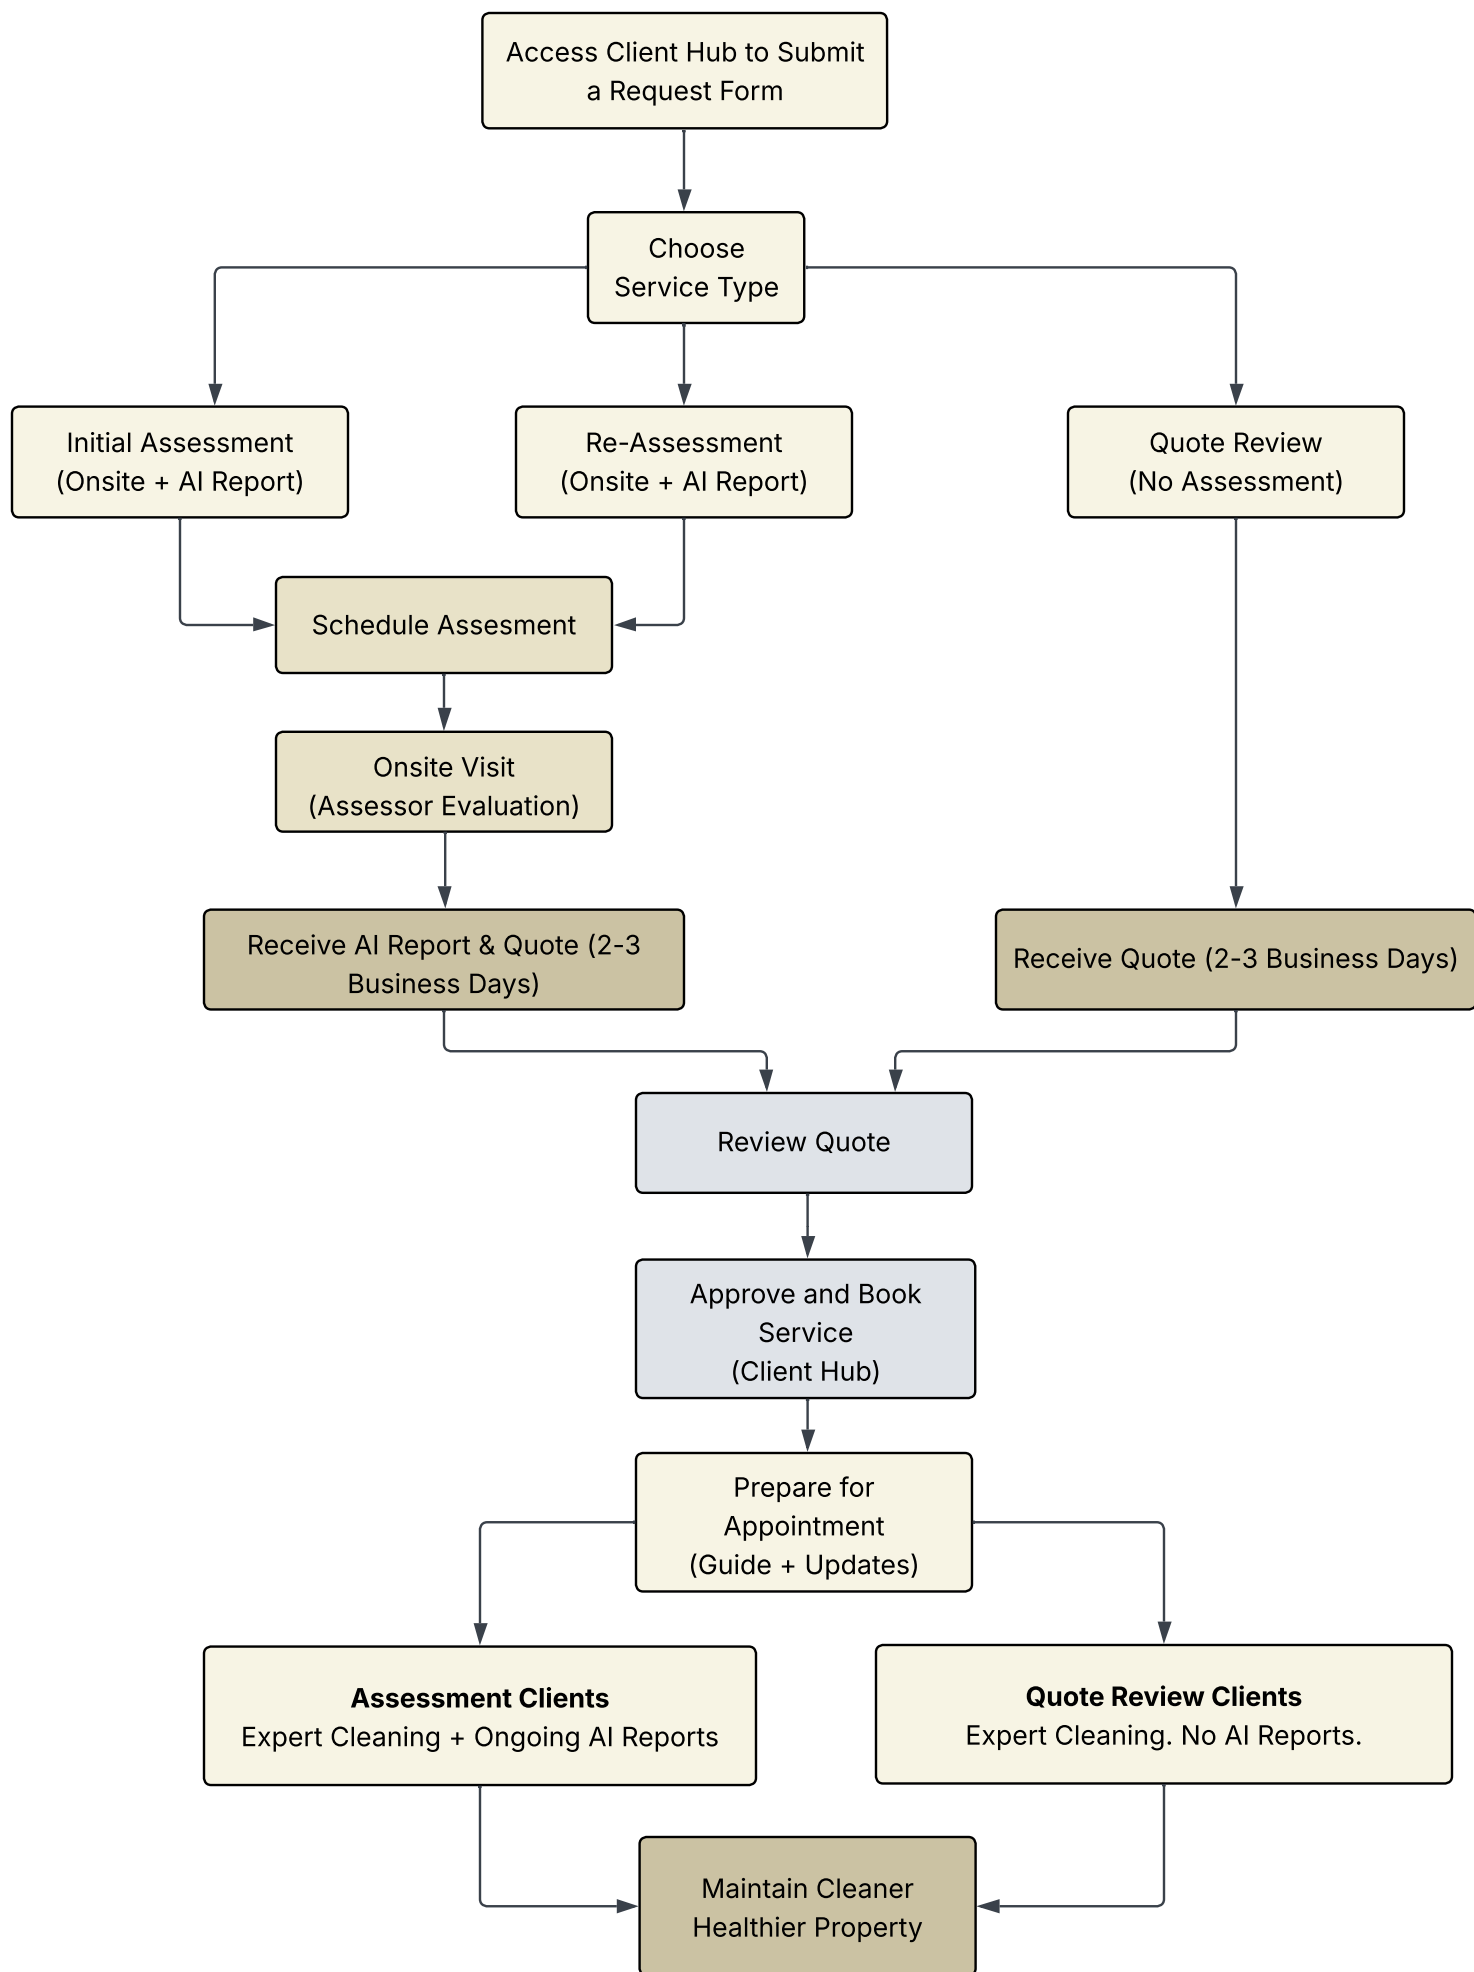 Access Client Hub to Submit
a Request Form
Choose
Service Type
Initial Assessment
(Onsite + AI Report)
Re-Assessment
(Onsite + AI Report)
Quote Review
(No Assessment)
Schedule Assesment
Onsite Visit
(Assessor Evaluation)
Receive AI Report & Quote (2-3
Business Days)
Receive Quote (2-3 Business Days)
Review Quote
Approve and Book
Service
(Client Hub)
Prepare for
Appointment
(Guide + Updates)
Assessment Clients
Expert Cleaning + Ongoing AI Reports
Quote Review Clients
Expert Cleaning. No AI Reports.
Maintain Cleaner
Healthier Property